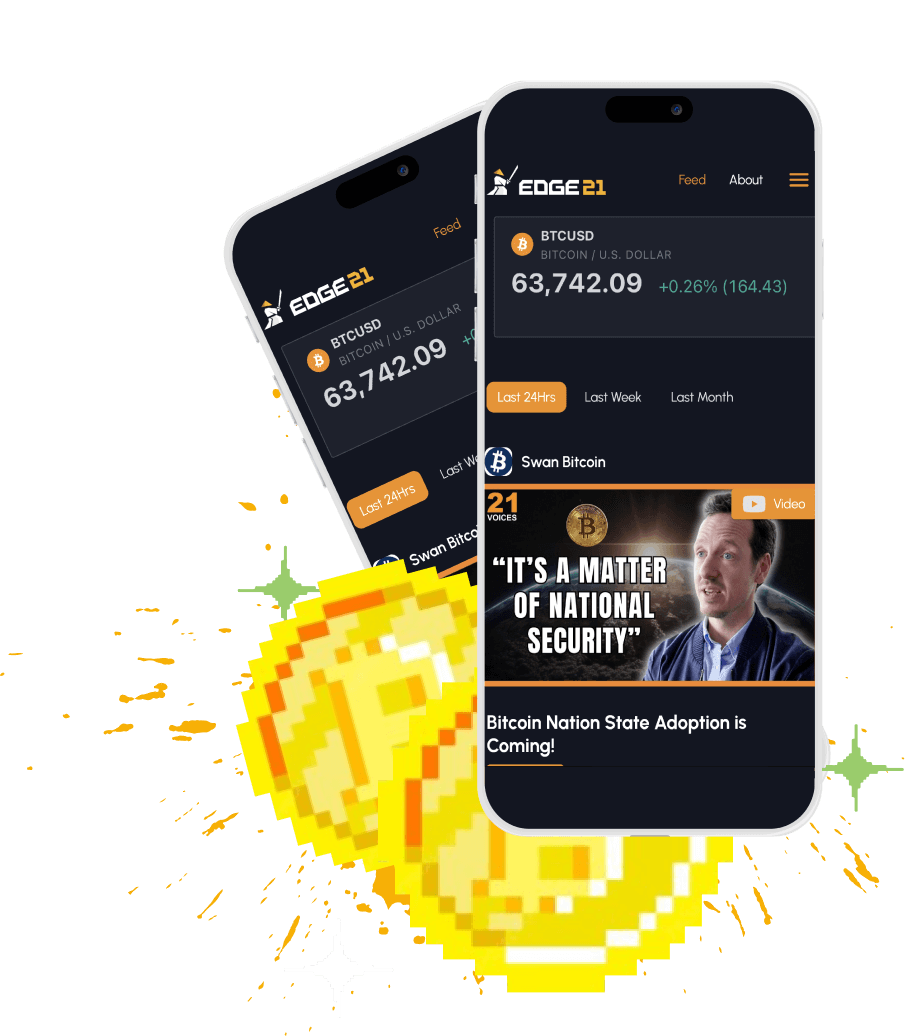 Feed
EDGE21
BTCUSD
BITCOIN / U.S. DOLLAR
63,742.09
Last 24Hrs
Last We
Swan Bitco
EDGE21
Feed
About
BTCUSD
BITCOIN / U.S. DOLLAR
63,742.09
+0.26% (164.43)
Last 24Hrs
Last Week
Last Month
Swan Bitcoin
21
VOICES
Video
“IT’S A MATTER
OF NATIONAL
SECURITY”
Bitcoin Nation State Adoption is
Coming!